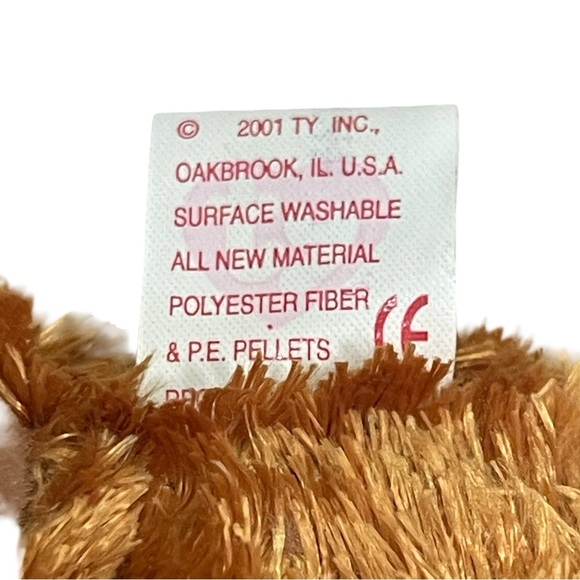 © 2001 TY INC.,
OAKBROOK, IL. U.S.A.
SURFACE WASHABLE
ALL NEW MATERIAL
POLYESTER FIBER
& P.E. PELLETS
CE